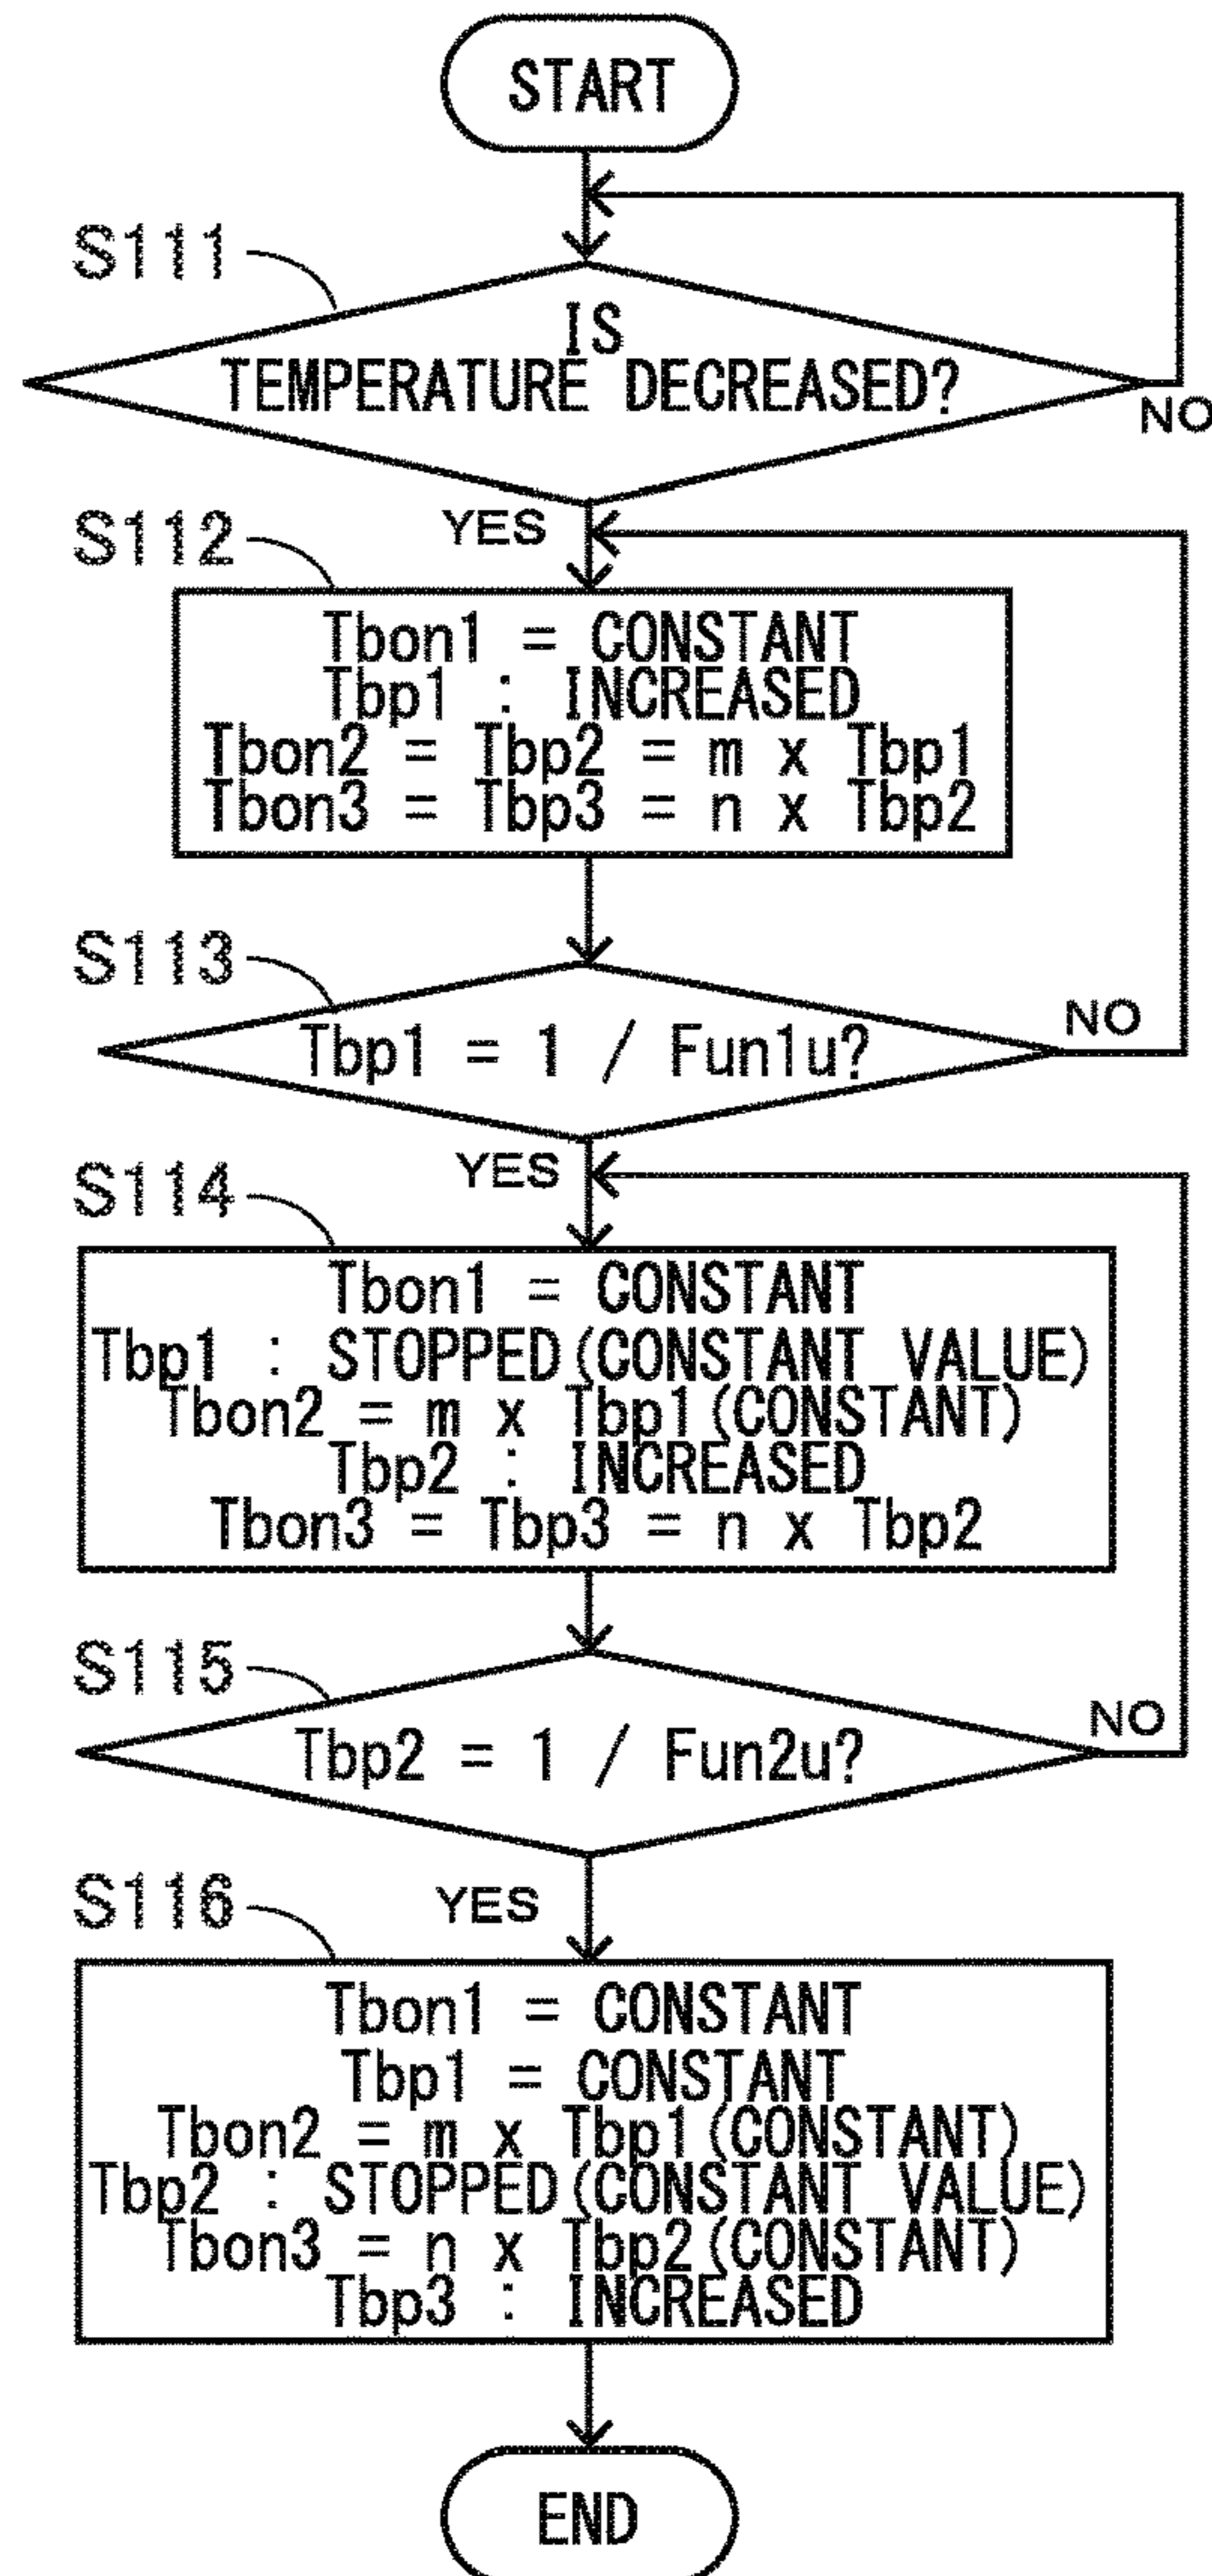 START
S111
IS
TEMPERATURE DECREASED?
NO
S112
YES
Tbon1 = CONSTANT
Tbp1 : INCREASED
Tbon2 = Tbp2 = m x Tbp1
Tbon3 = Tbp3 = n x Tbp2
S113
Tbp1 = 1 / Fun1u?
NO
S114
YES
Tbon1 = CONSTANT
Tbp1 : STOPPED(CONSTANT VALUE)
Tbon2 = m x Tbp1(CONSTANT)
Tbp2 : INCREASED
Tbon3 = Tbp3 = n x Tbp2
S115
Tbp2 = 1 / Fun2u?
NO
S116
YES
Tbon1 = CONSTANT
Tbp1 = CONSTANT
Tbon2 = m x Tbp1(CONSTANT)
Tbp2 : STOPPED(CONSTANT VALUE)
Tbon3 = n x Tbp2(CONSTANT)
Tbp3 : INCREASED
END